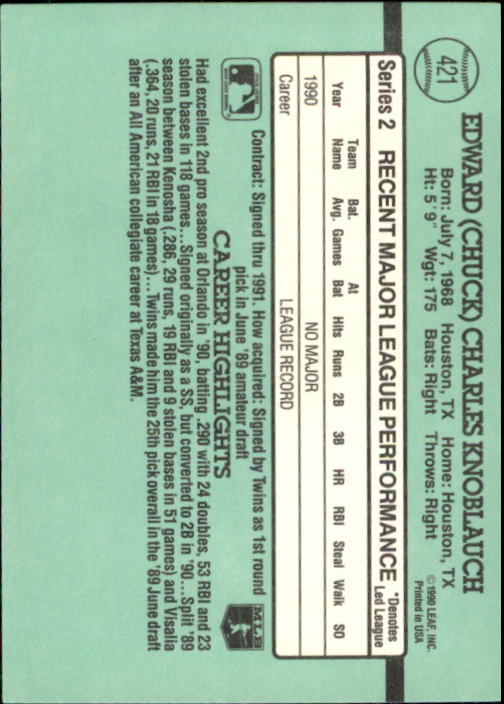 421
EDWARD (CHUCK) CHARLES KNOBLAUCH
Born: July 7, 1968 Houston, TX Home: Houston, TX
Ht: 5' 9" Wgt: 175 Bats: Right Throws: Right
©1990 LEAF, INC.
Printed in USA
Series 2 RECENT MAJOR LEAGUE PERFORMANCE *Denotes Led League
Year Team Name Bat. Avg. Games At Bat Hits Runs 2B 3B HR RBI Steal Walk SO
1990 NO MAJOR
Career LEAGUE RECORD
Contract: Signed thru 1991. How acquired: Signed by Twins as 1st round
pick in June '89 amateur draft
CAREER HIGHLIGHTS
MLB
Had excellent 2nd pro season at Orlando in '90, batting .290 with 24 doubles, 53 RBI and 23
stolen bases in 118 games...Signed originally as a SS, but converted to 2B in '90...Split '89
season between Kenosha (.286, 29 runs, 19 RBI and 9 stolen bases in 51 games) and Visalia
(.364, 20 runs, 21 RBI in 18 games)...Twins made him the 25th pick overall in the '89 June draft
after an All American collegiate career at Texas A&M.